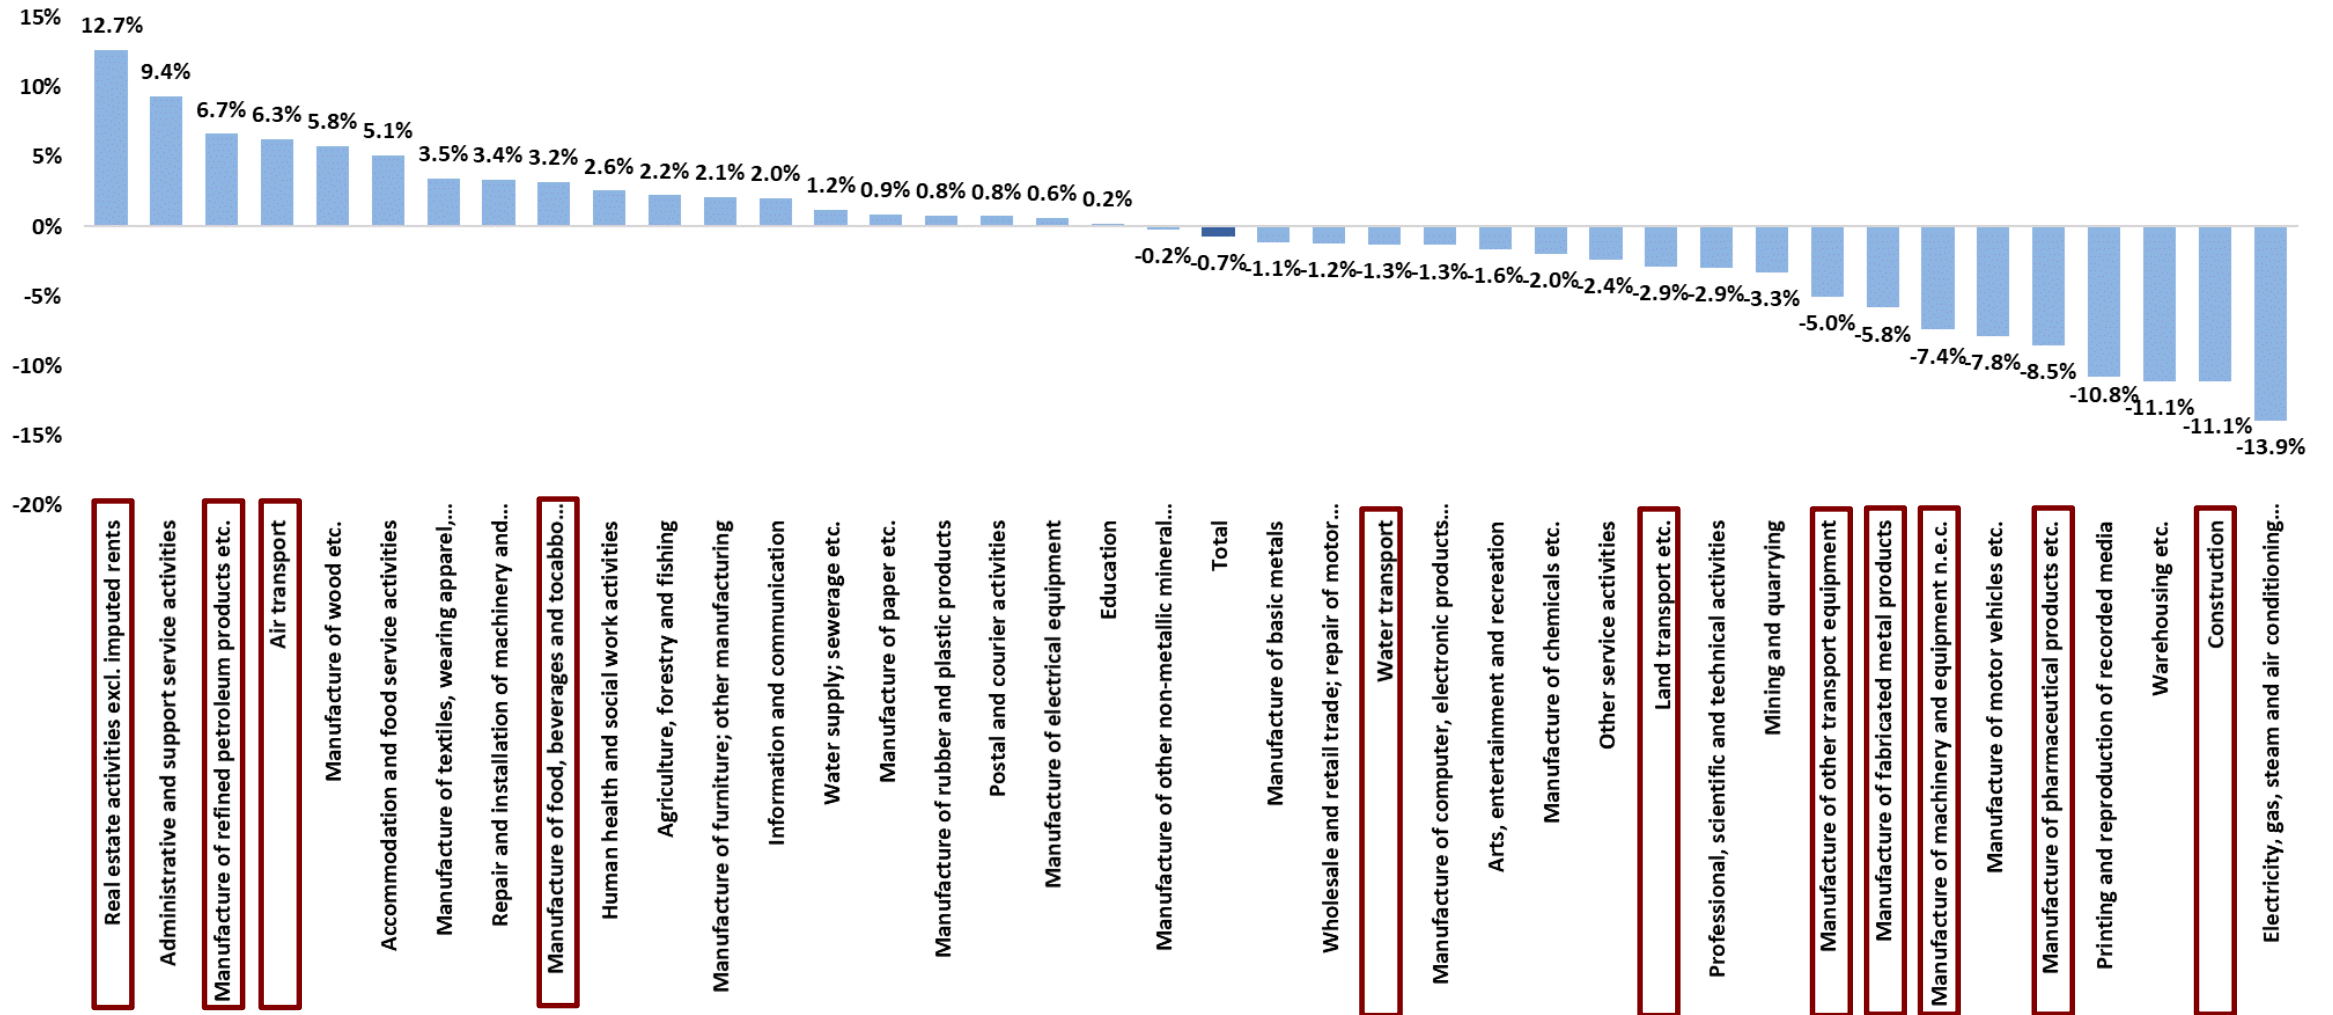 15%
10%
5%
0%
-5%
-10%
-15%
-20%
12.7%
9.4%
6.7%
6.3%
5.8%
5.1%
3.5%
3.4%
3.2%
2.6%
2.2%
2.1%
2.0%
1.2%
0.9%
0.8%
0.8%
0.6%
0.2%
-0.2%
-0.7%
-1.1%
-1.2%
-1.3%
-1.3%
-1.6%
-2.0%
-2.4%
-2.9%
-2.9%
-3.3%
-5.0%
-5.8%
-7.4%
-7.8%
-8.5%
-10.8%
-11.1%
-11.1%
-13.9%
Real estate activities excl. imputed rents
Administrative and support service activities
Manufacture of refined petroleum products etc.
Air transport
Manufacture of wood etc.
Accommodation and food service activities
Manufacture of textiles, wearing apparel,...
Repair and installation of machinery and...
Manufacture of food, beverages and tocabbo...
Human health and social work activities
Agriculture, forestry and fishing
Manufacture of furniture; other manufacturing
Information and communication
Water supply; sewerage etc.
Manufacture of paper etc.
Manufacture of rubber and plastic products
Postal and courier activities
Manufacture of electrical equipment
Education
Manufacture of other non-metallic mineral...
Total
Manufacture of basic metals
Wholesale and retail trade; repair of motor...
Water transport
Manufacture of computer, electronic products...
Arts, entertainment and recreation
Manufacture of chemicals etc.
Other service activities
Land transport etc.
Professional, scientific and technical activities
Mining and quarrying
Manufacture of other transport equipment
Manufacture of fabricated metal products
Manufacture of machinery and equipment n.e.c.
Manufacture of motor vehicles etc.
Manufacture of pharmaceutical products etc.
Printing and reproduction of recorded media
Warehousing etc.
Construction
Electricity, gas, steam and air conditioning...